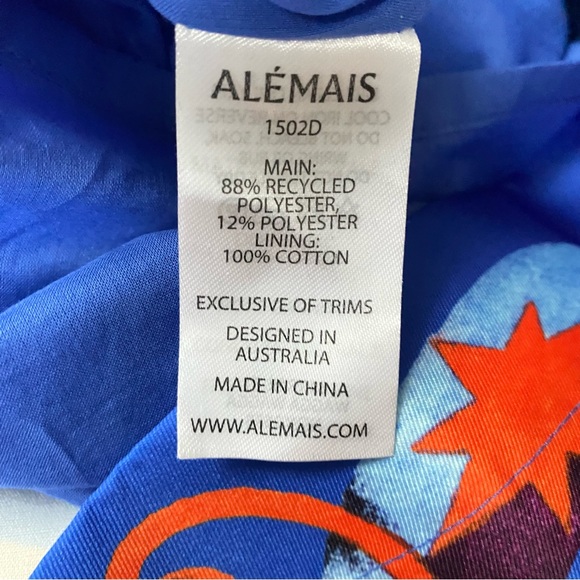 ALÉMAIS
1502D
MAIN:
88% RECYCLED
POLYESTER,
12% POLYESTER
LINING:
100% COTTON
EXCLUSIVE OF TRIMS
DESIGNED IN
AUSTRALIA
MADE IN CHINA
WWW.ALEMAIS.COM